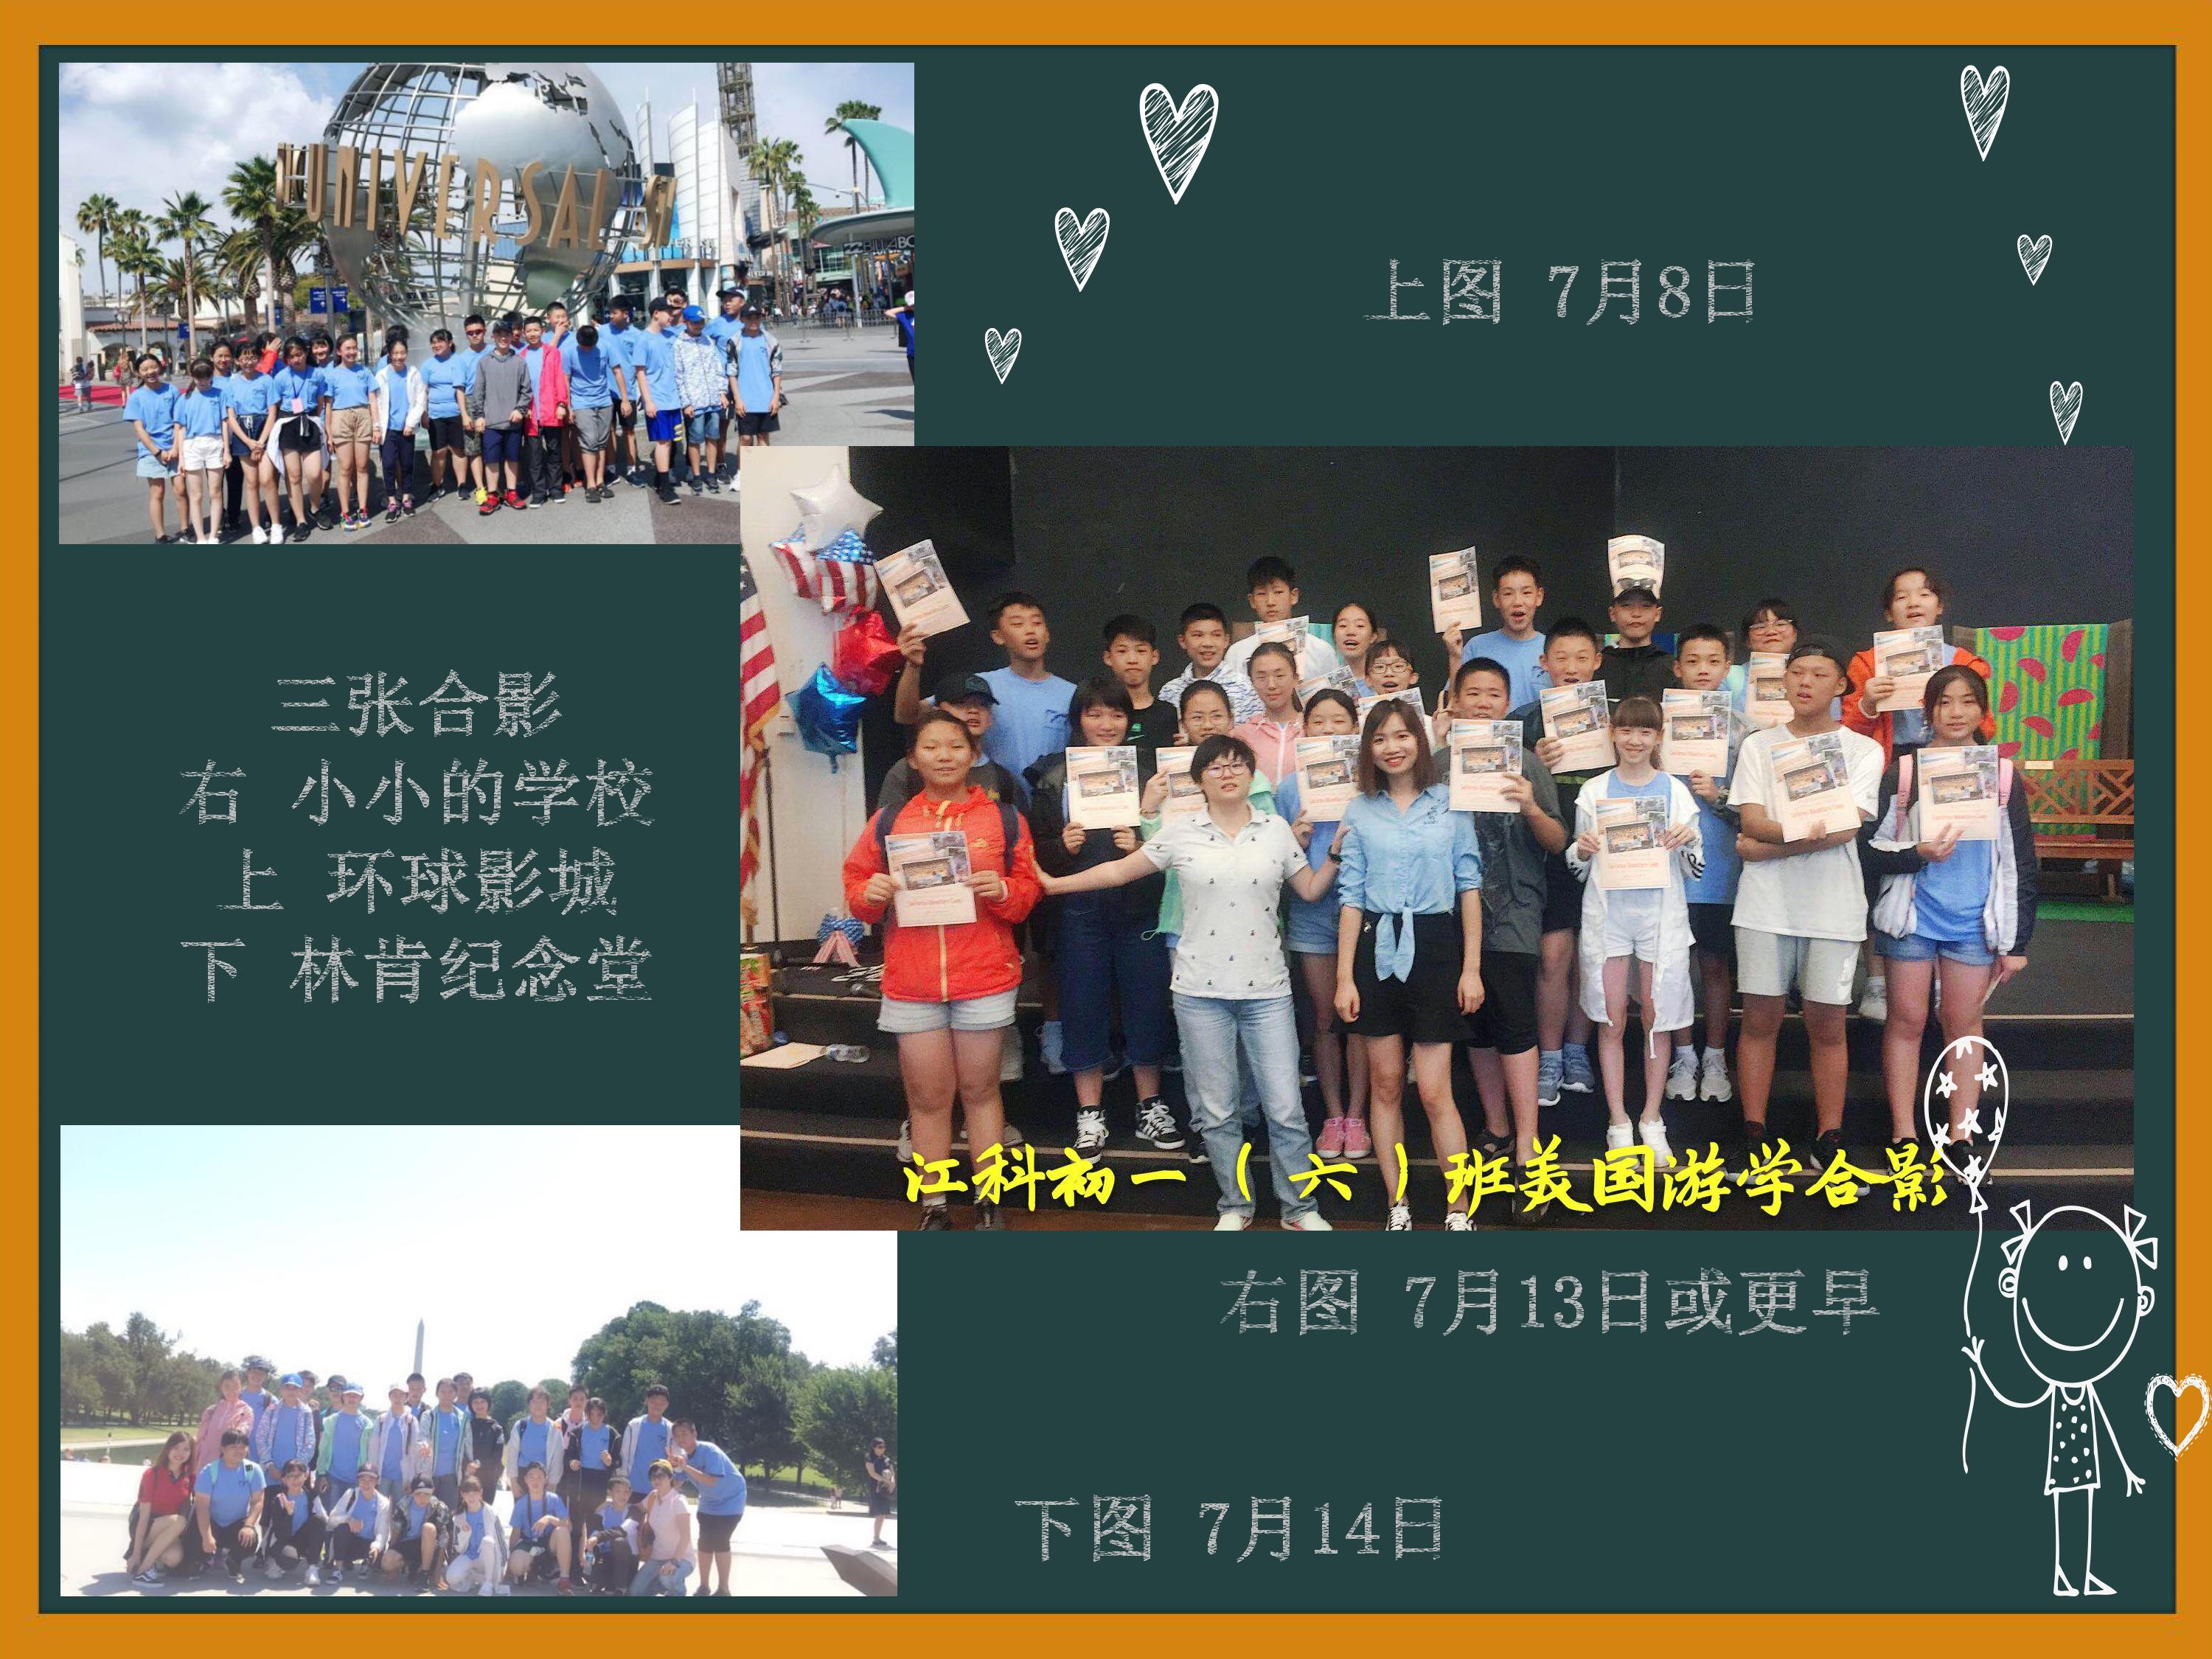 UNIVERSAL ST
上图 7月8日
三张合影
右 小小的学校
上 环球影城
下 林肯纪念堂
江科初一（六）班美国游学合影
右图 7月13日或更早
下图 7月14日